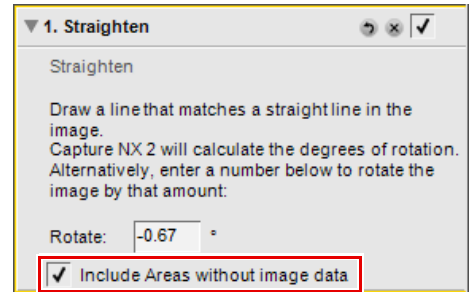 1. Straighten
Straighten
Draw a line that matches a straight line in the
image.
Capture NX 2 will calculate the degrees of rotation.
Alternatively, enter a number below to rotate the
image by that amount:
Rotate: -0.67 °
Include Areas without image data